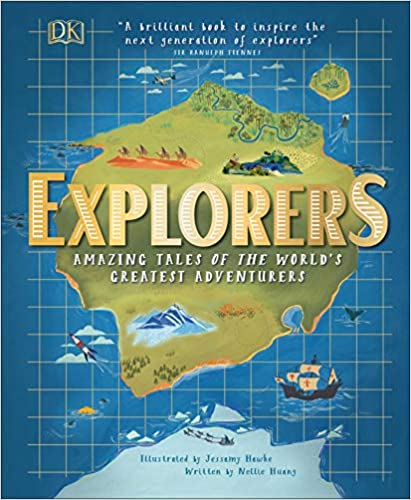 DK
"A brilliant book to inspire the
next generation of explorers"
SIR RANULPH FIENNES
EXPLORERS
AMAZING TALES OF THE WORLD'S
GREATEST ADVENTURERS
Illustrated by Jessamy Hawke
Written by Nellie Huang